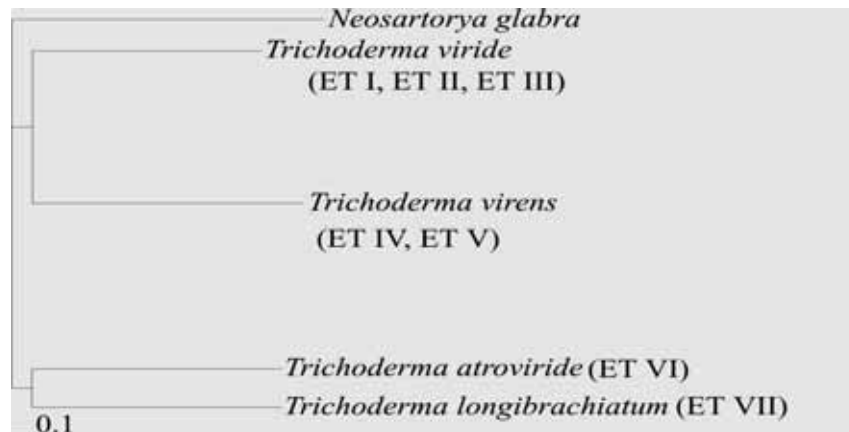 Neosartorya glabra
Trichoderma viride
(ET I, ET II, ET III)
Trichoderma virens
(ET IV, ET V)
Trichoderma atroviride (ET VI)
Trichoderma longibrachiatum (ET VII)
0.1